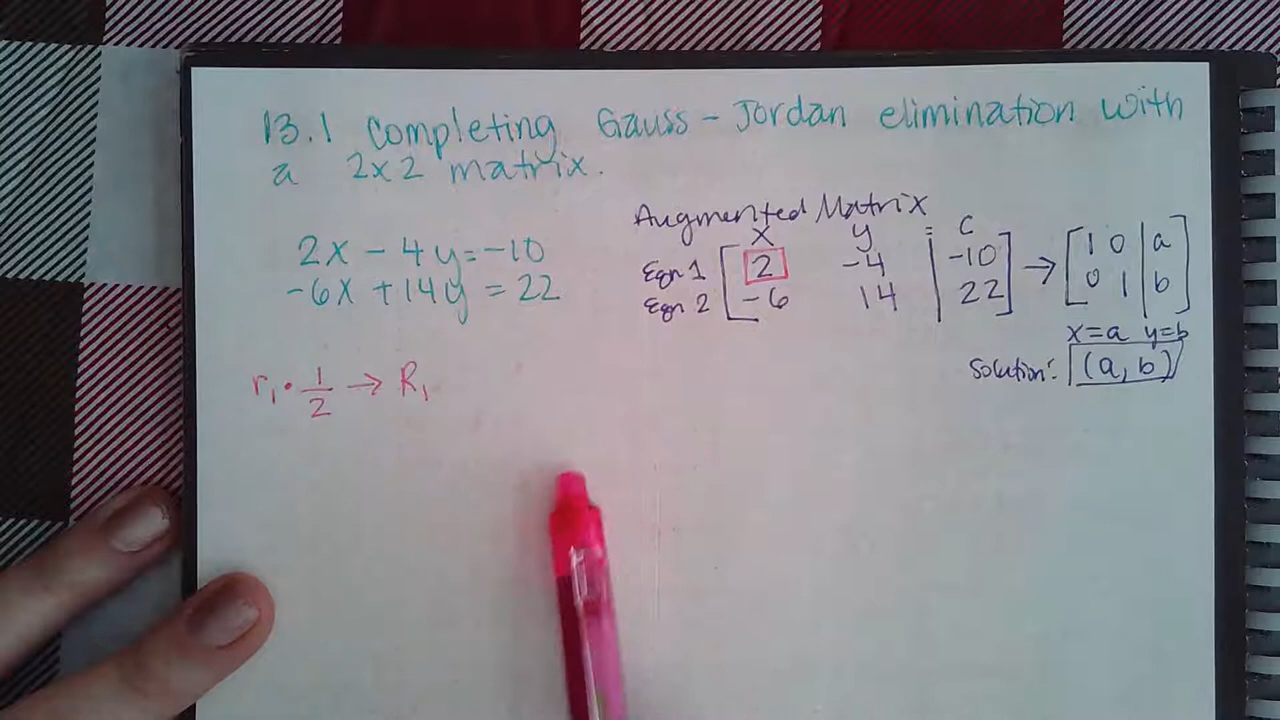 13.1 Completing Gauss-Jordan elimination with
a 2x2 matrix.
2x - 4y = -10
-6x + 14y = 22
Augmented Matrix
x y = c
Eqn 1 [ 2 -4 | -10 ] → [ 1 0 | a ]
Eqn 2 [ -6 14 | 22 ] [ 0 1 | b ]
x=a y=b
Solution: (a, b)
r₁ · 1/2 → R₁